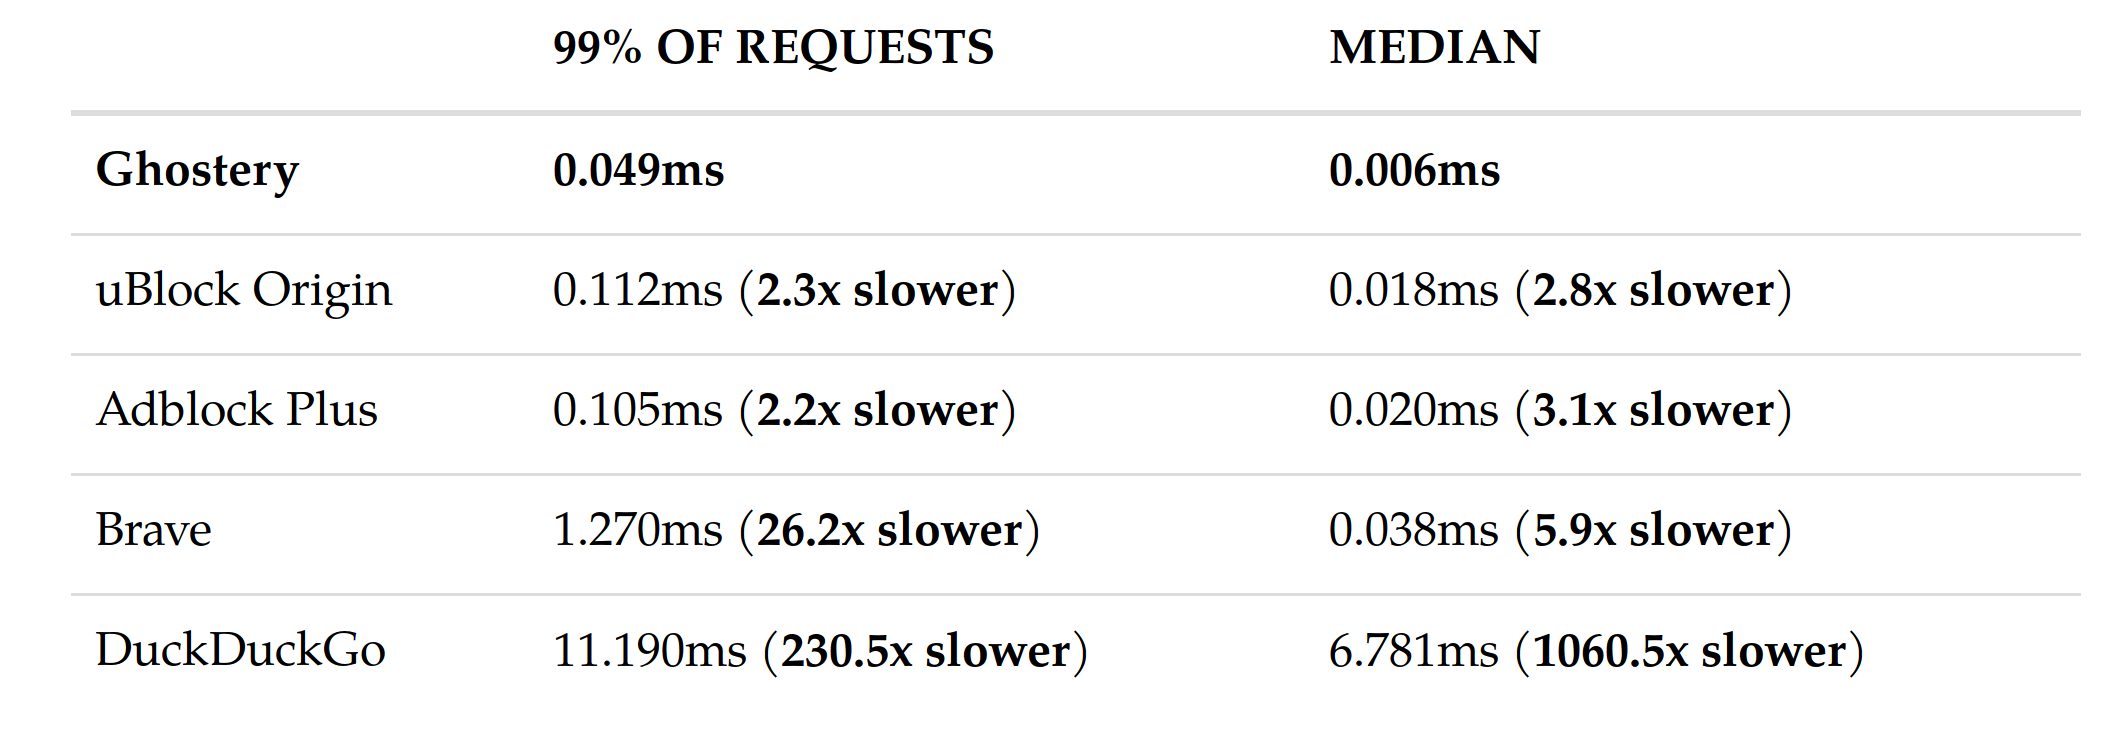 99% OF REQUESTS MEDIAN
Ghostery 0.049ms 0.006ms
uBlock Origin 0.112ms (2.3x slower) 0.018ms (2.8x slower)
Adblock Plus 0.105ms (2.2x slower) 0.020ms (3.1x slower)
Brave 1.270ms (26.2x slower) 0.038ms (5.9x slower)
DuckDuckGo 11.190ms (230.5x slower) 6.781ms (1060.5x slower)